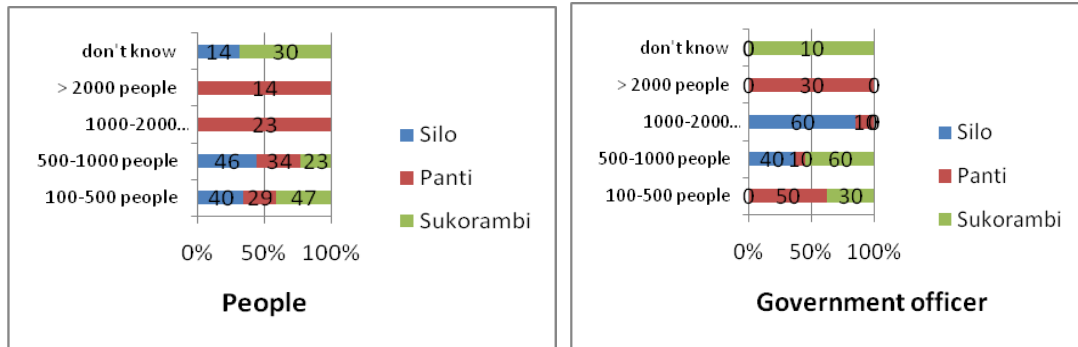 don't know 14 30
> 2000 people 14
1000-2000... 23
500-1000 people 46 34 23
100-500 people 40 29 47
0% 50% 100%
People
Silo
Panti
Sukorambi
don't know 0 10
> 2000 people 0 30 0
1000-2000... 60 10 0
500-1000 people 40 10 60
100-500 people 0 50 30
0% 50% 100%
Government officer
Silo
Panti
Sukorambi